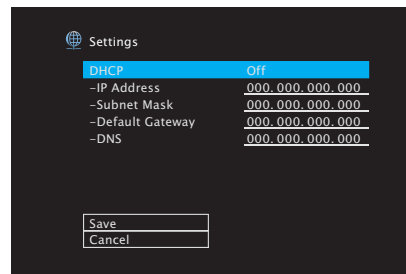 Settings
DHCP Off
-IP Address 000.000.000.000
-Subnet Mask 000.000.000.000
-Default Gateway 000.000.000.000
-DNS 000.000.000.000
Save
Cancel